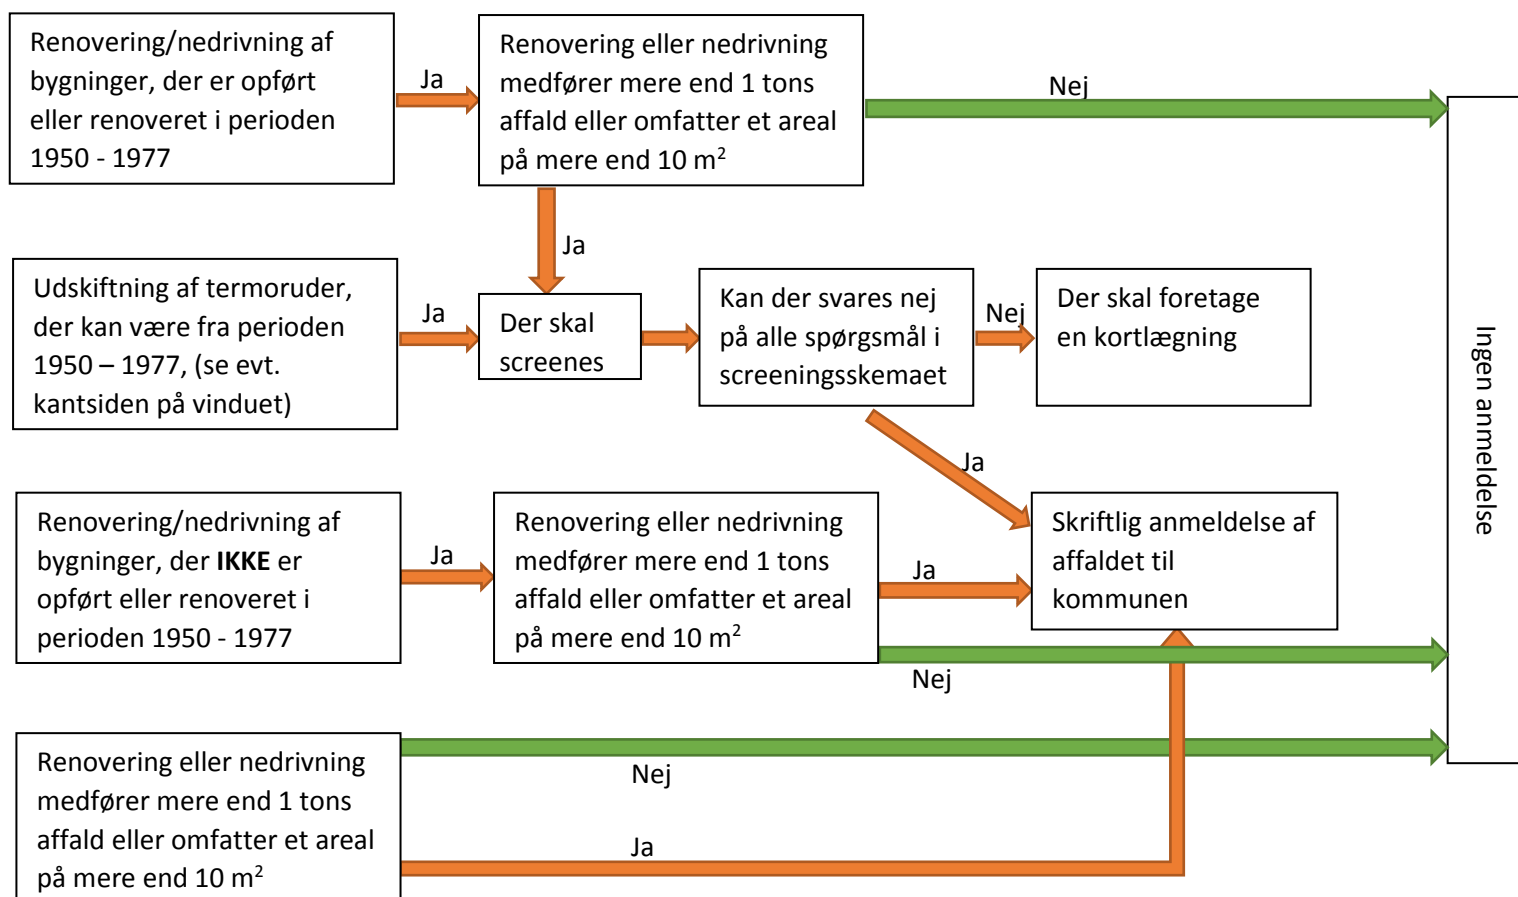 Renovering/nedrivning af
bygninger, der er opført
eller renoveret i perioden
1950 - 1977
Ja
Renovering eller nedrivning
medfører mere end 1 tons
affald eller omfatter et areal
på mere end 10 m²
Nej
Ja
Udskiftning af termoruder,
der kan være fra perioden
1950 – 1977, (se evt.
kantsiden på vinduet)
Ja
Der skal
screenes
Kan der svares nej
på alle spørgsmål i
screeningsskemaet
Nej
Der skal foretage
en kortlægning
Ja
Ingen anmeldelse
Renovering/nedrivning af
bygninger, der IKKE er
opført eller renoveret i
perioden 1950 - 1977
Ja
Renovering eller nedrivning
medfører mere end 1 tons
affald eller omfatter et areal
på mere end 10 m²
Ja
Skriftlig anmeldelse af
affaldet til
kommunen
Nej
Renovering eller nedrivning
medfører mere end 1 tons
affald eller omfatter et areal
på mere end 10 m²
Nej
Ja